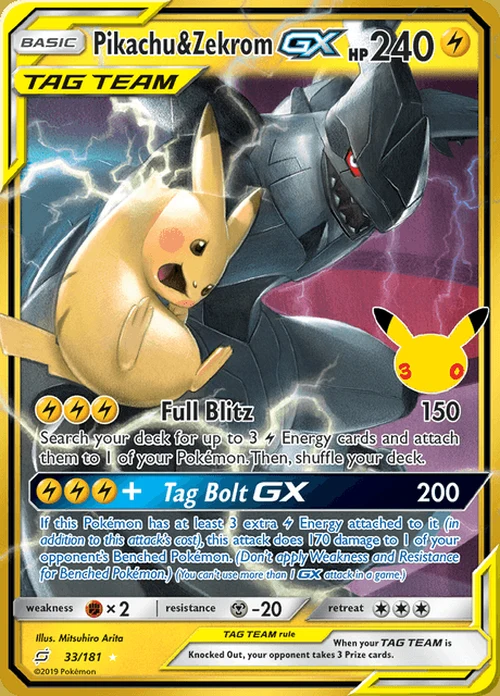 BASIC Pikachu&Zekrom GX HP 240
TAG TEAM
30
Full Blitz 150
Search your deck for up to 3 Energy cards and attach
them to 1 of your Pokémon. Then, shuffle your deck.
+ Tag Bolt GX 200
If this Pokémon has at least 3 extra Energy attached to it (in
addition to this attack's cost), this attack does 170 damage to 1 of your
opponent's Benched Pokémon. (Don't apply Weakness and Resistance
for Benched Pokémon.) (You can't use more than 1 GX attack in a game.)
weakness ×2 resistance -20 retreat
Illus. Mitsuhiro Arita
33/181
©2019 Pokémon
TAG TEAM rule
When your TAG TEAM is
Knocked Out, your opponent takes 3 Prize cards.